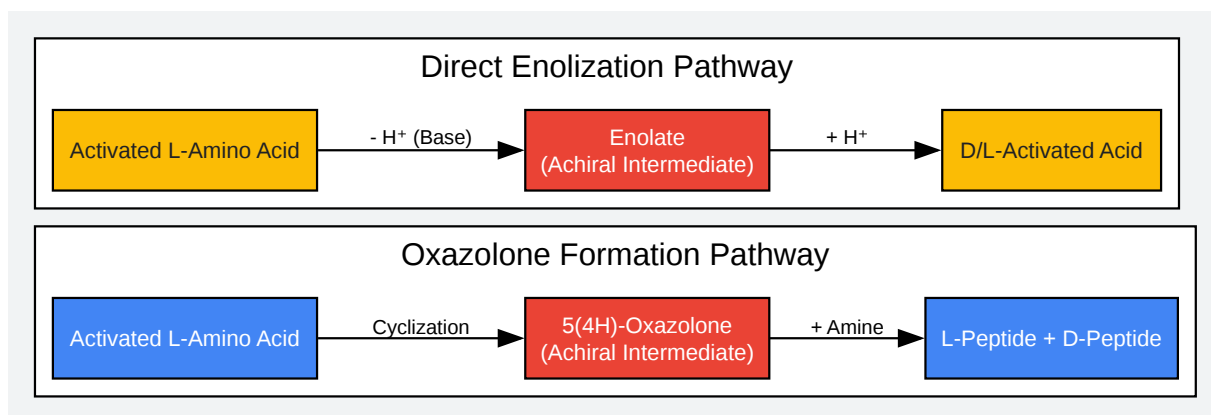 Direct Enolization Pathway
Activated L-Amino Acid
- H⁺ (Base)
Enolate
(Achiral Intermediate)
+ H⁺
D/L-Activated Acid
Oxazolone Formation Pathway
Activated L-Amino Acid
Cyclization
5(4H)-Oxazolone
(Achiral Intermediate)
+ Amine
L-Peptide + D-Peptide